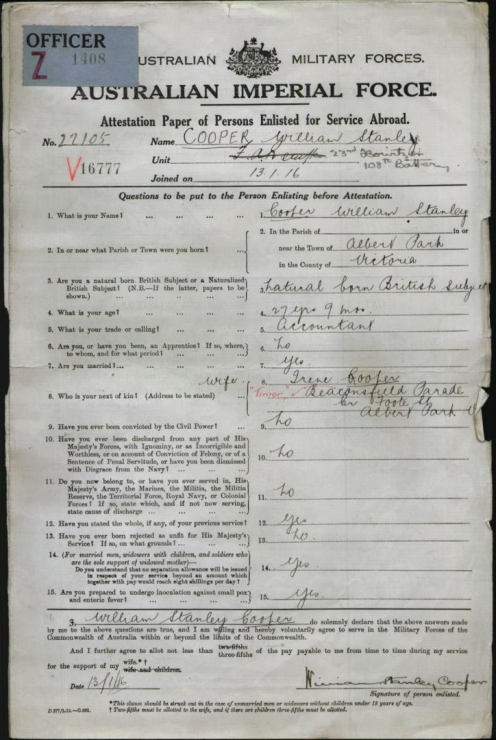 OFFICER
Z 1408
AUSTRALIAN MILITARY FORCES.
AUSTRALIAN IMPERIAL FORCE.
Attestation Paper of Persons Enlisted for Service Abroad.
No. 22105 Name COOPER William Stanley
V16777 Unit 23rd
108th Battery
Joined on 13.1.16
Questions to be put to the Person Enlisting before Attestation.
1. What is your Name? ... ... ... ... 1. Cooper William Stanley
2. In or near what Parish or Town were you born? ... 2. In the Parish of in or
near the Town of Albert Park
in the County of Victoria
3. Are you a natural born British Subject or a Naturalized
British Subject? (N.B.—If the latter, papers to be
shown.) ... ... ... ... 3. Natural born British Subject
4. What is your age? ... ... ... ... 4. 27 yrs 9 mos.
5. What is your trade or calling? ... ... ... 5. Accountant
6. Are you, or have you been, an Apprentice? If so, where,
to whom, and for what period? ... ... 6. No
7. Are you married?... ... ... ... 7. Yes
wife 8. Irene Cooper
8. Who is your next of kin? (Address to be stated) ... Beaconsfield Parade
Cr Foote St
Albert Park
9. Have you ever been convicted by the Civil Power? ... 9. No
10. Have you ever been discharged from any part of His
Majesty's Forces, with Ignominy, or as Incorrigible and
Worthless, or on account of Conviction of Felony, or of a
Sentence of Penal Servitude, or have you been dismissed
with Disgrace from the Navy? ... ... 10. No
11. Do you now belong to, or have you ever served in, His
Majesty's Army, the Marines, the Militia, the Militia
Reserve, the Territorial Force, Royal Navy, or Colonial
Forces? If so, state which, and if not now serving,
state cause of discharge ... ... ... 11. No
12. Have you stated the whole, if any, of your previous service? 12. Yes
13. Have you ever been rejected as unfit for His Majesty's
Service? If so, on what grounds? ... ... 13. No.
14. (For married men, widowers with children, and soldiers who
are the sole support of widowed mother)—
Do you understand that no separation allowance will be issued
in respect of your service beyond an amount which
together with pay would reach eight shillings per day? 14. Yes
15. Are you prepared to undergo inoculation against small pox
and enteric fever? ... ... ... 15. Yes
I, William Stanley Cooper do solemnly declare that the above answers made
by me to the above questions are true, and I am willing and hereby voluntarily agree to serve in the Military Forces of the
Commonwealth of Australia within or beyond the limits of the Commonwealth.
And I further agree to allot not less than two-fifths three-fifths of the pay payable to me from time to time during my service
for the support of my wife.*† wife and children.
Date 13/1/16 William Stanley Cooper
Signature of person enlisted.
*This clause should be struck out in the case of unmarried men or widowers without children under 18 years of age.
† Two-fifths must be allotted to the wife, and if there are children three-fifths must be allotted.